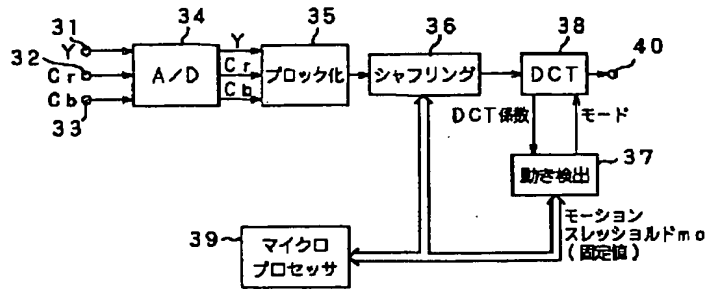 31
32
33
Y
Cr
Cb
34
A/D
Y
Cr
Cb
35
ブロック化
36
シャフリング
38
DCT
40
DCT係数
モード
37
動き検出
39
マイクロ
プロセッサ
モーション
スレッショルドmo
(固定値)